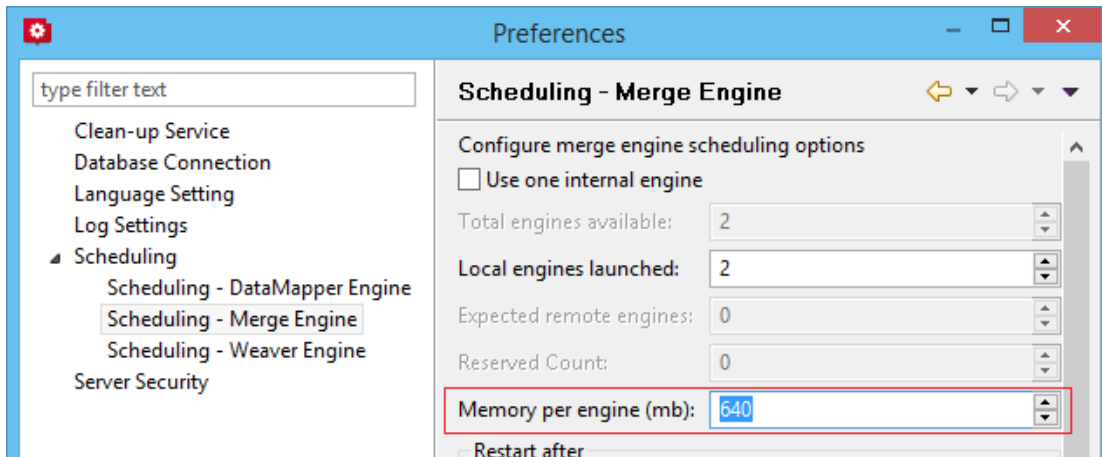 Preferences
type filter text
Clean-up Service
Database Connection
Language Setting
Log Settings
Scheduling
Scheduling - DataMapper Engine
Scheduling - Merge Engine
Scheduling - Weaver Engine
Server Security
Scheduling - Merge Engine
Configure merge engine scheduling options
Use one internal engine
Total engines available: 2
Local engines launched: 2
Expected remote engines: 0
Reserved Count: 0
Memory per engine (mb): 640
Restart after